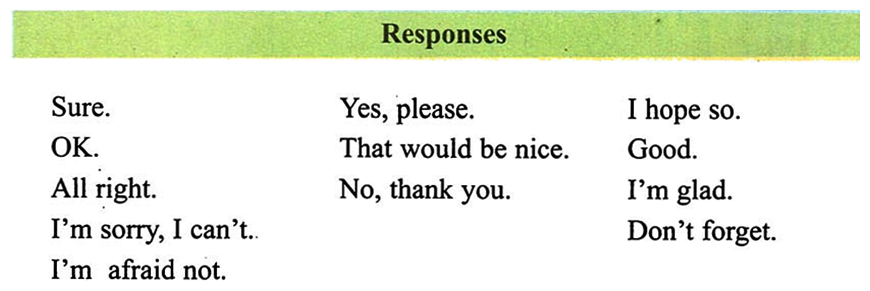 Responses
Sure.
OK.
All right.
I'm sorry, I can't.
I'm afraid not.
Yes, please.
That would be nice.
No, thank you.
I hope so.
Good.
I'm glad.
Don't forget.